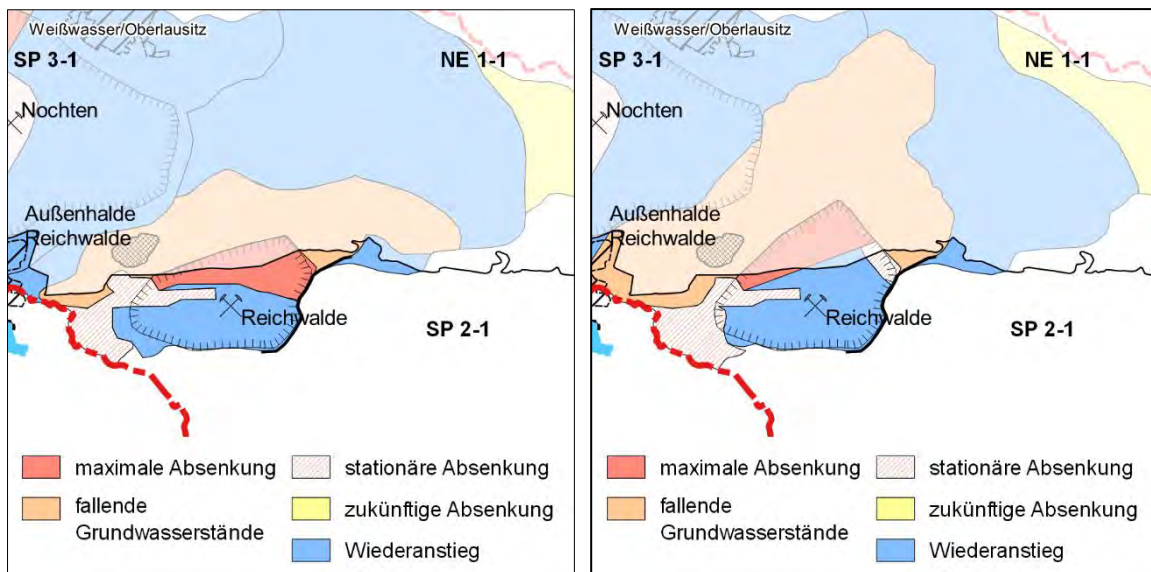 Weißwasser/Oberlausitz
SP 3-1
NE 1-1
Nochten
Außenhalde
Reichwalde
Reichwalde
SP 2-1
maximale Absenkung
fallende
Grundwasserstände
stationäre Absenkung
zukünftige Absenkung
Wiederanstieg
Weißwasser/Oberlausitz
SP 3-1
NE 1-1
Nochten
Außenhalde
Reichwalde
Reichwalde
SP 2-1
maximale Absenkung
fallende
Grundwasserstände
stationäre Absenkung
zukünftige Absenkung
Wiederanstieg